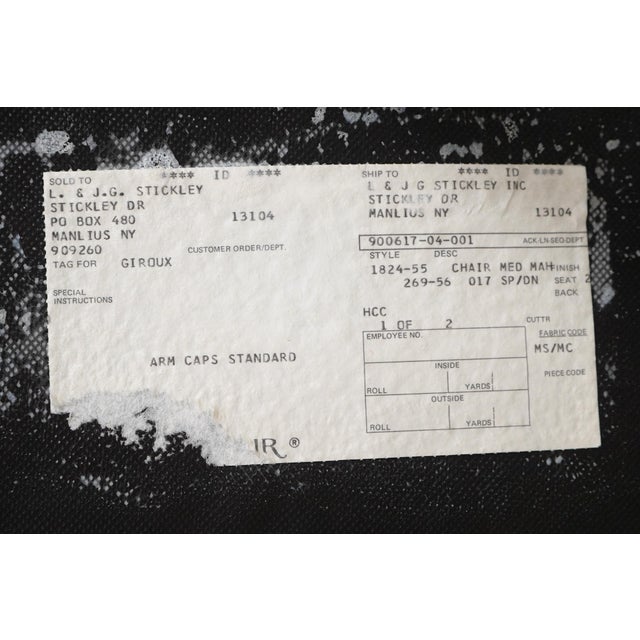 SOLD TO **** ID ****
L. & J.G. STICKLEY
STICKLEY DR
PO BOX 480 13104
MANLIUS NY
909260 CUSTOMER ORDER/DEPT.
TAG FOR GIROUX
SPECIAL
INSTRUCTIONS
ARM CAPS STANDARD
IR ®
SHIP TO **** ID ****
L & J G STICKLEY INC
STICKLEY DR
MANLIUS NY 13104
900617-04-001 ACK-LN-SEQ-DEPT
STYLE DESC
1824-55 CHAIR MED MAH FINISH
269-56 017 SP/DN SEAT 2
BACK
HCC
1 OF 2 CUTTR
EMPLOYEE NO. FABRIC CODE
MS/MC
INSIDE
PIECE CODE
ROLL YARDS
OUTSIDE
ROLL YARDS